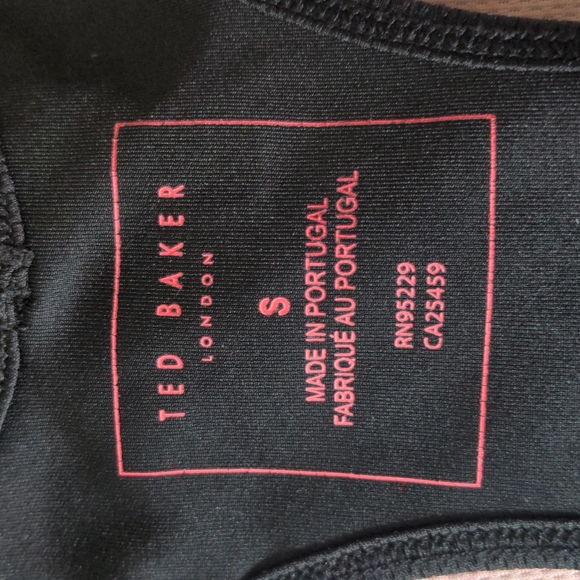 TED BAKER
LONDON
S
MADE IN PORTUGAL
FABRIQUÉ AU PORTUGAL
RN95229
CA25459